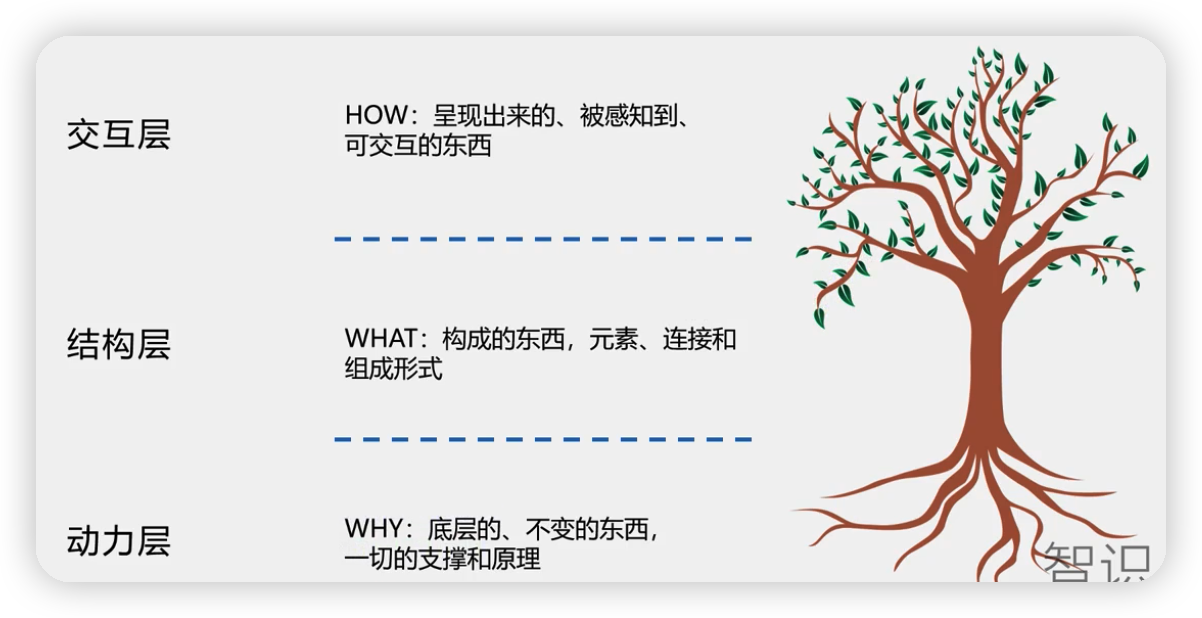 交互层
HOW：呈现出来的、被感知到、
可交互的东西
结构层
WHAT：构成的东西，元素、连接和
组成形式
动力层
WHY：底层的、不变的东西，
一切的支撑和原理
智识